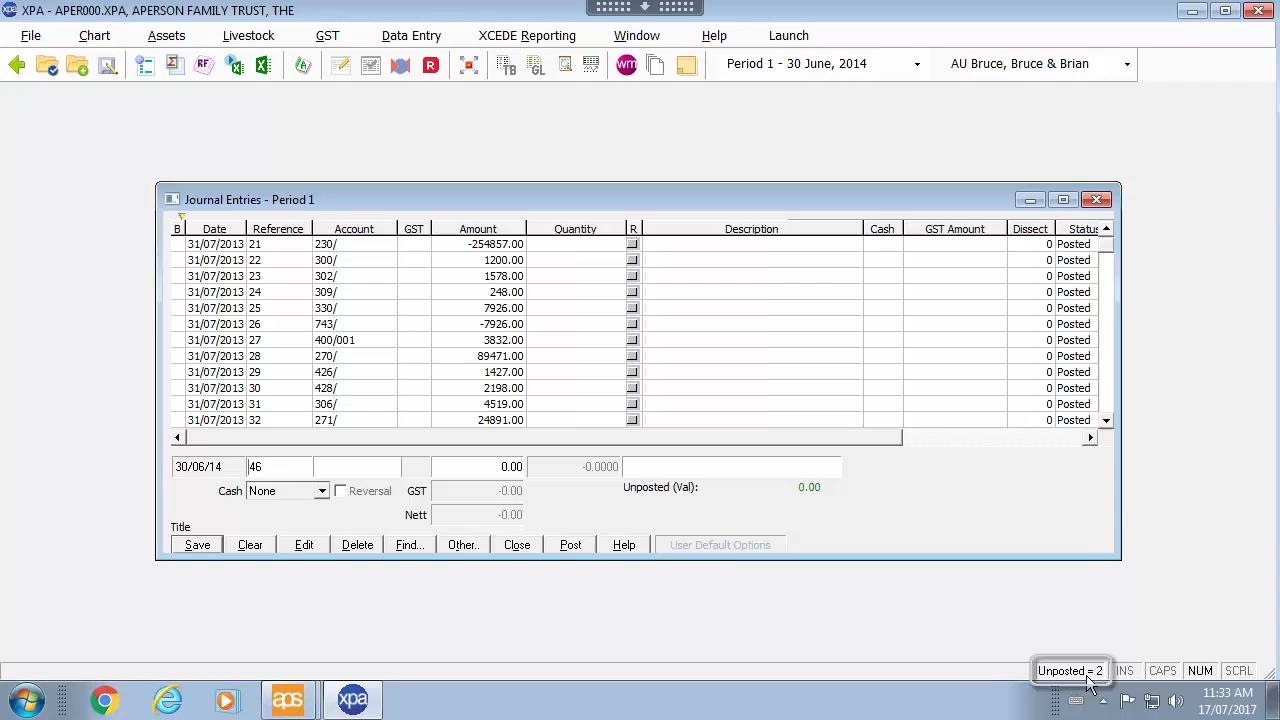 XPA - APER000.XPA, APERSON FAMILY TRUST, THE
File Chart Assets Livestock GST Data Entry XCEDE Reporting Window Help Launch
RF R TB GL wm Period 1 - 30 June, 2014 AU Bruce, Bruce & Brian
Journal Entries - Period 1
B Date Reference Account GST Amount Quantity R Description Cash GST Amount Dissect Status
31/07/2013 21 230/ -254857.00 0 Posted
31/07/2013 22 300/ 1200.00 0 Posted
31/07/2013 23 302/ 1578.00 0 Posted
31/07/2013 24 309/ 248.00 0 Posted
31/07/2013 25 330/ 7926.00 0 Posted
31/07/2013 26 743/ -7926.00 0 Posted
31/07/2013 27 400/001 3832.00 0 Posted
31/07/2013 28 270/ 89471.00 0 Posted
31/07/2013 29 426/ 1427.00 0 Posted
31/07/2013 30 428/ 2198.00 0 Posted
31/07/2013 31 306/ 4519.00 0 Posted
31/07/2013 32 271/ 24891.00 0 Posted
30/06/14 46 0.00 -0.0000
Cash None Reversal GST -0.00 Unposted (Val): 0.00
Nett -0.00
Title
Save Clear Edit Delete Find... Other.. Close Post Help User Default Options
Unposted = 2 INS CAPS NUM SCRL
aps xpa 11:33 AM
17/07/2017